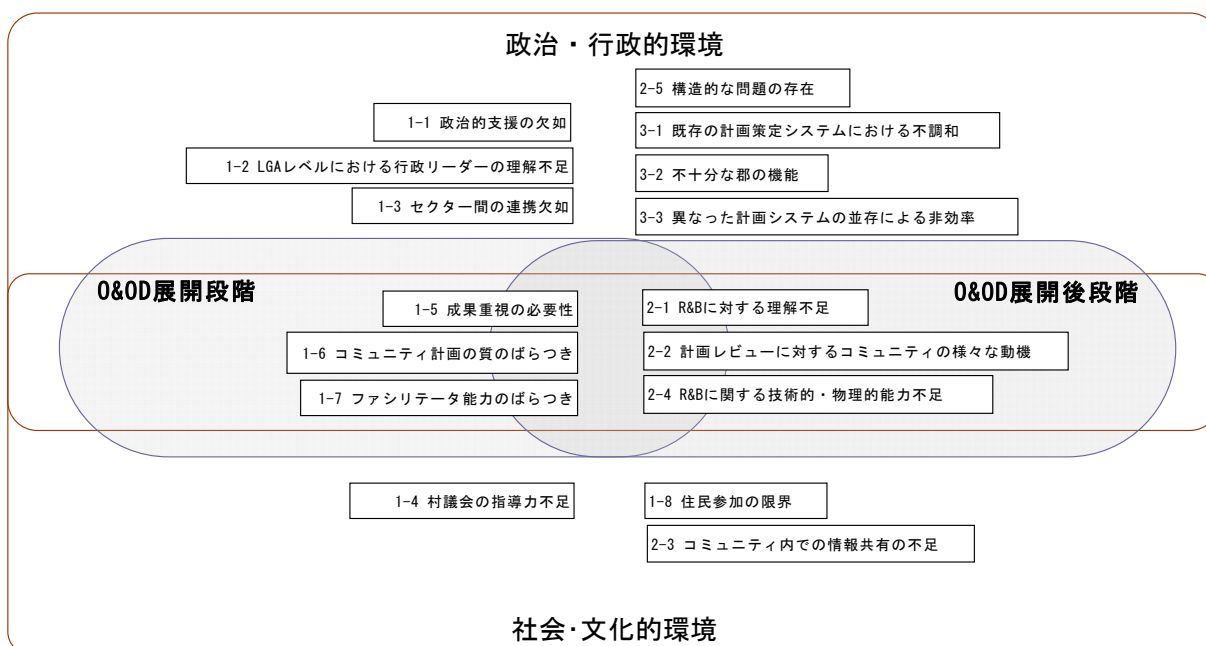 政治・行政的環境
2-5 構造的な問題の存在
1-1 政治的支援の欠如
3-1 既存の計画策定システムにおける不調和
1-2 LGAレベルにおける行政リーダーの理解不足
3-2 不十分な郡の機能
1-3 セクター間の連携欠如
3-3 異なった計画システムの並存による非効率
O&OD展開段階
O&OD展開後段階
1-5 成果重視の必要性
2-1 R&Bに対する理解不足
1-6 コミュニティ計画の質のばらつき
2-2 計画レビューに対するコミュニティの様々な動機
1-7 ファシリテータ能力のばらつき
2-4 R&Bに関する技術的・物理的能力不足
1-4 村議会の指導力不足
1-8 住民参加の限界
2-3 コミュニティ内での情報共有の不足
社会・文化的環境